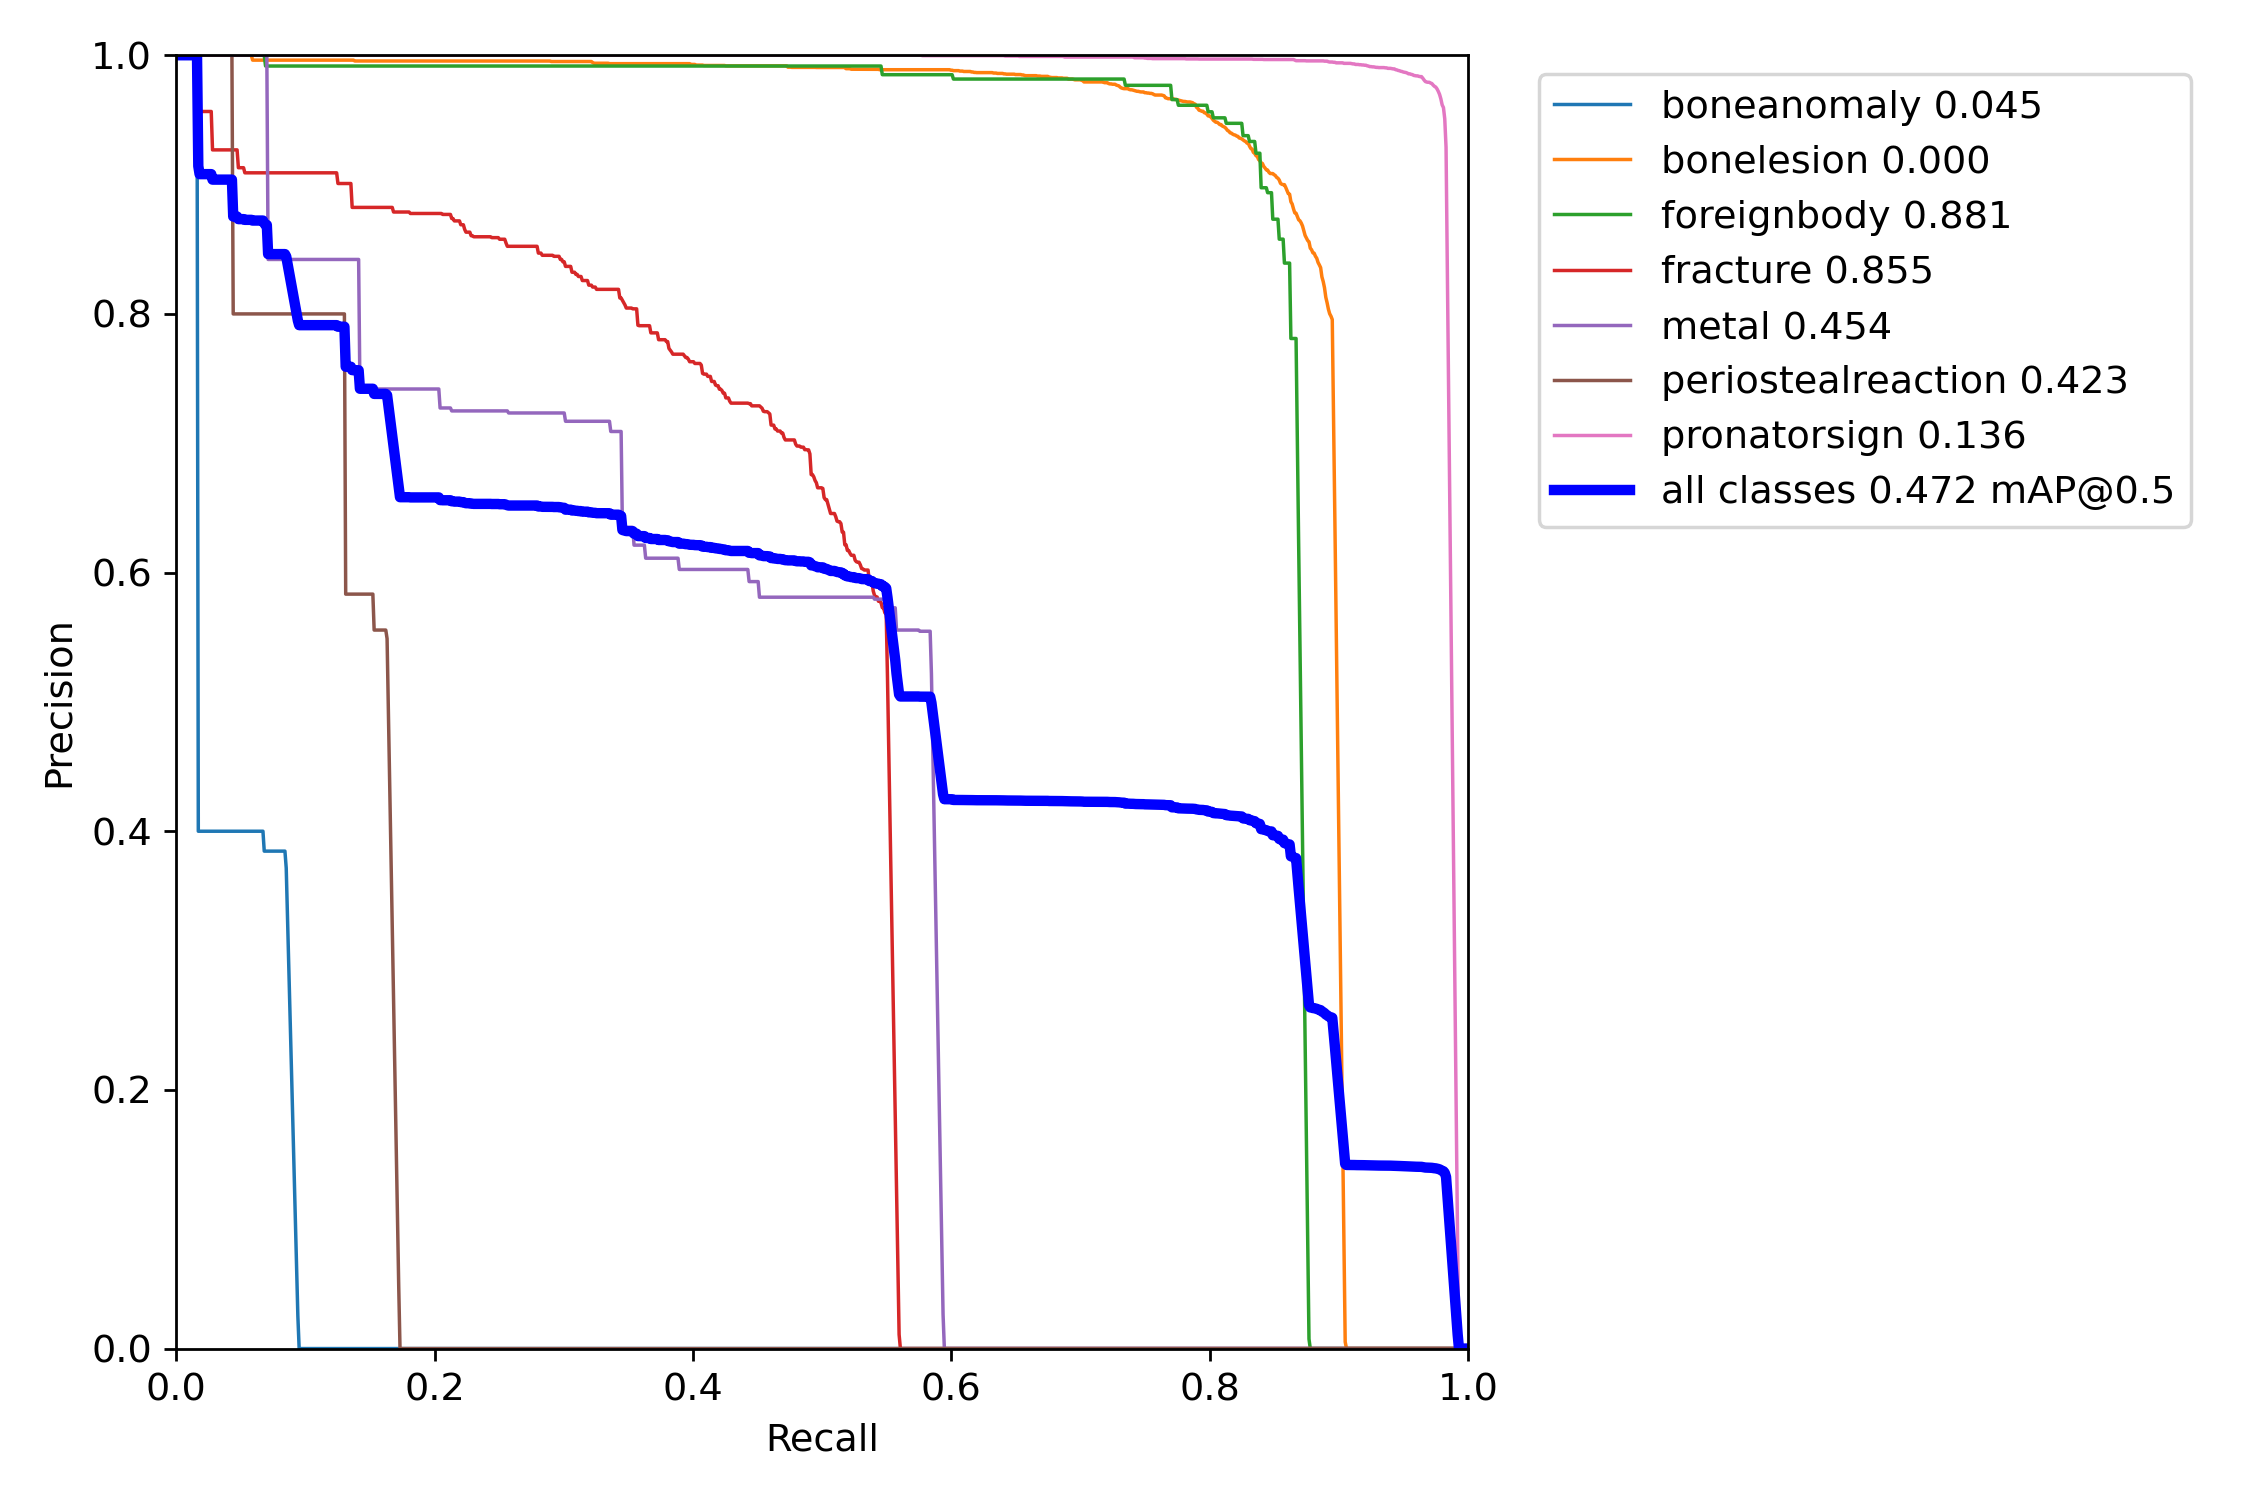 1.0
0.8
0.6
0.4
0.2
0.0
Precision
0.0 0.2 0.4 0.6 0.8 1.0
Recall
boneanomaly 0.045
bonelesion 0.000
foreignbody 0.881
fracture 0.855
metal 0.454
periostealreaction 0.423
pronatorsign 0.136
all classes 0.472 mAP@0.5